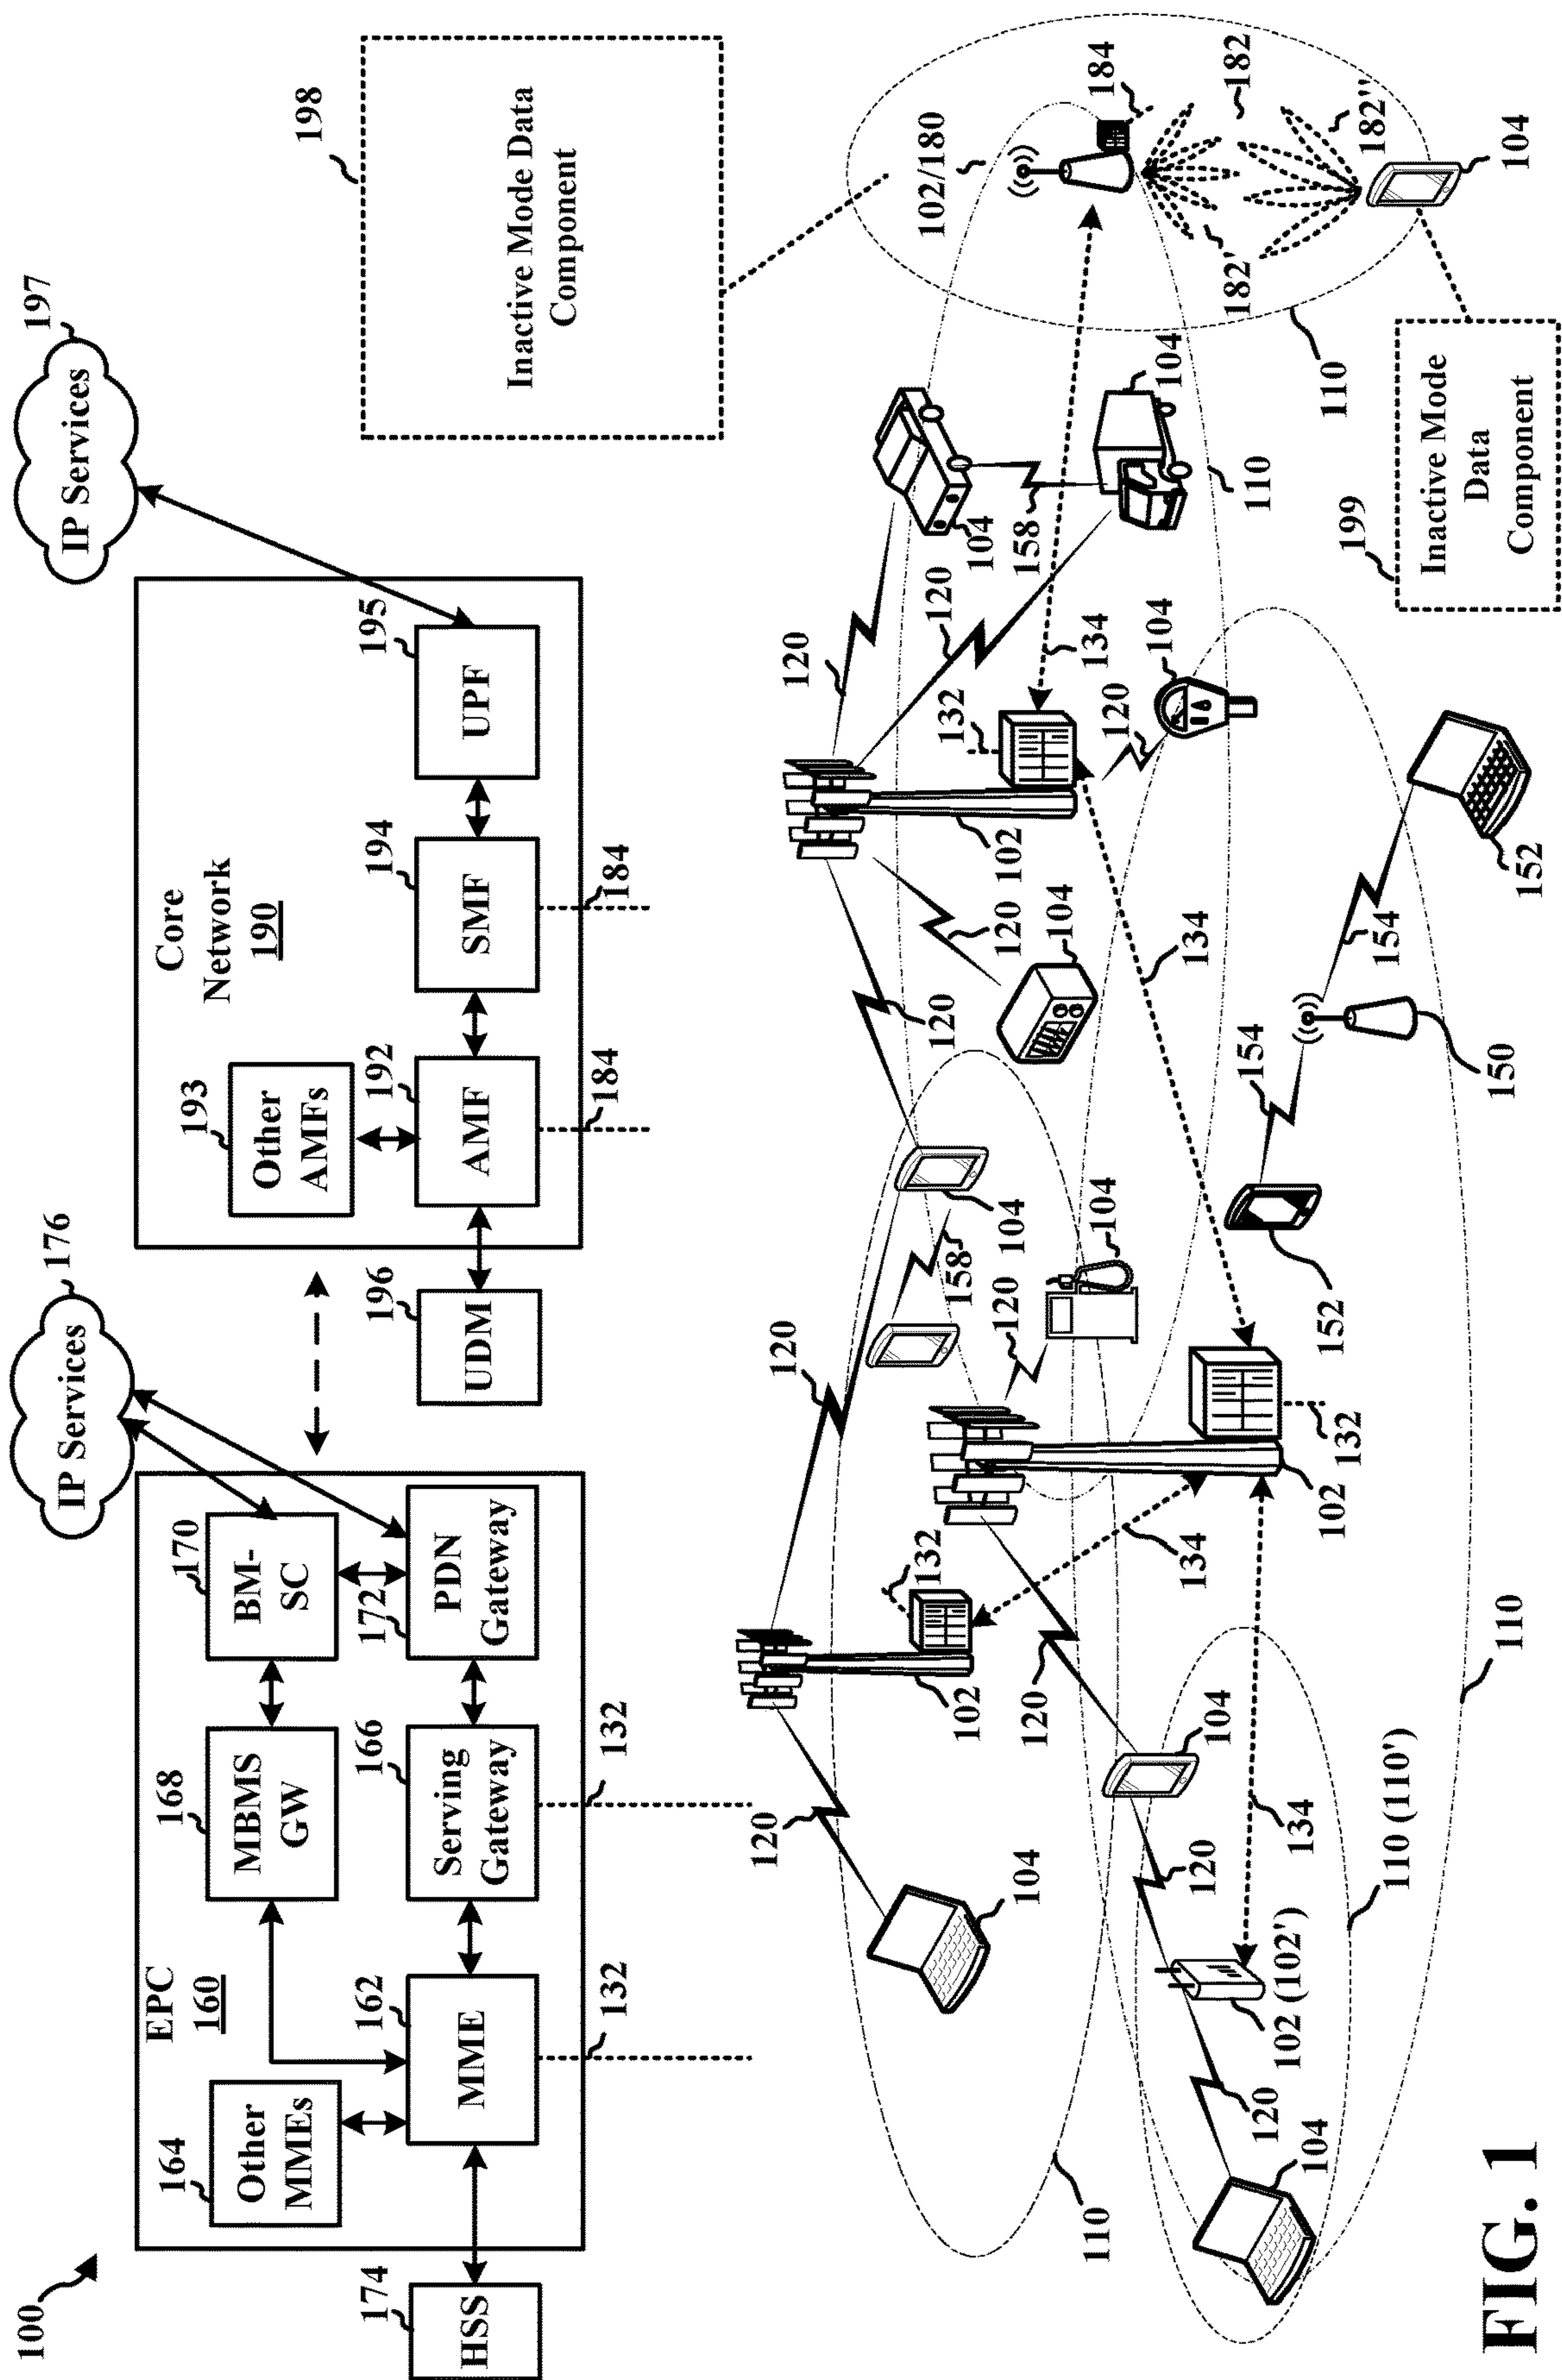 100
174
HSS
EPC
160
164
Other
MMEs
162
MME
132
168
MBMS
GW
166
Serving
Gateway
132
170
BM-
SC
172
PDN
Gateway
176
IP Services
196
UDM
Core
Network
190
193
Other
AMFs
192
AMF
184
194
SMF
184
195
UPF
197
IP Services
198
Inactive Mode Data
Component
110
104
120
102
132
120
134
158
104
120
104
120
104
120
102
132
120
120
104
158
120
104
134
120
104
102/180
184
182
182'
182''
104
110
110
199
Inactive Mode
Data
Component
104
120
102 (102')
120
104
120
134
110 (110')
110
102
132
134
152
154
150
154
152
FIG. 1